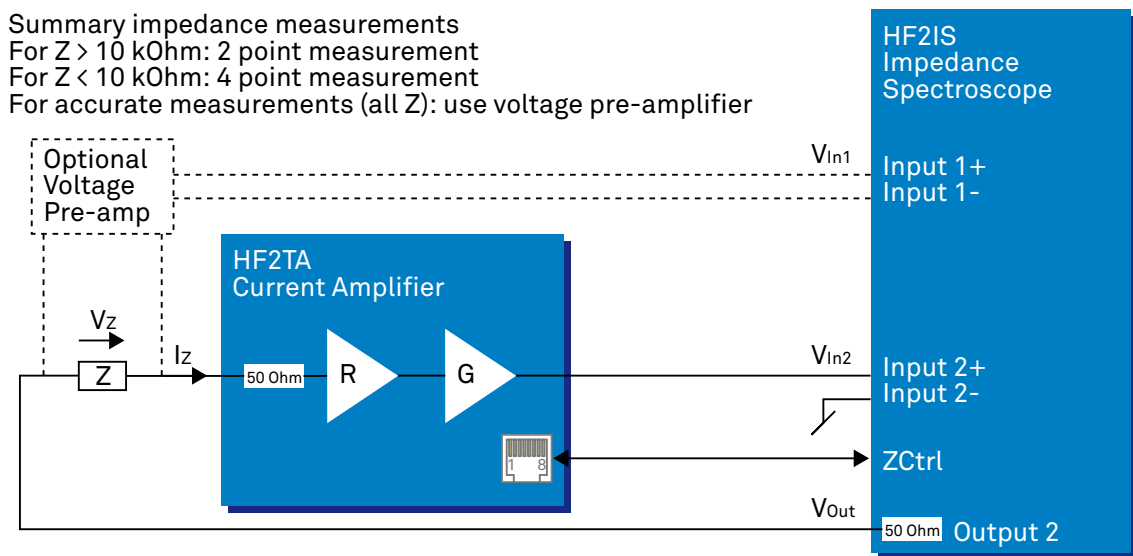 Summary impedance measurements
For Z > 10 kOhm: 2 point measurement
For Z < 10 kOhm: 4 point measurement
For accurate measurements (all Z): use voltage pre-amplifier
HF2IS
Impedance
Spectroscope
Optional
Voltage
Pre-amp
VIn1
Input 1+
Input 1-
HF2TA
Current Amplifier
VZ
Z
IZ
50 Ohm
R
G
VIn2
Input 2+
Input 2-
1 8
ZCtrl
VOut
50 Ohm
Output 2